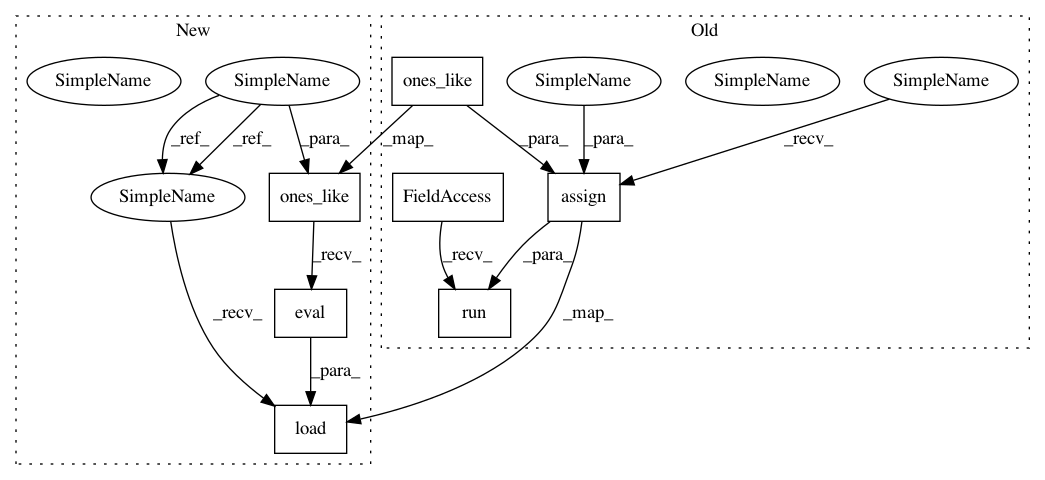 New
Old
SimpleName
SimpleName
ones_like
SimpleName
SimpleName
SimpleName
_ref_
_ref_
_para_
_map_
_para_
_para_
_recv_
SimpleName
ones_like
FieldAccess
assign
_recv_
_recv_
_para_
eval
run
_recv_
_map_
_para_
load